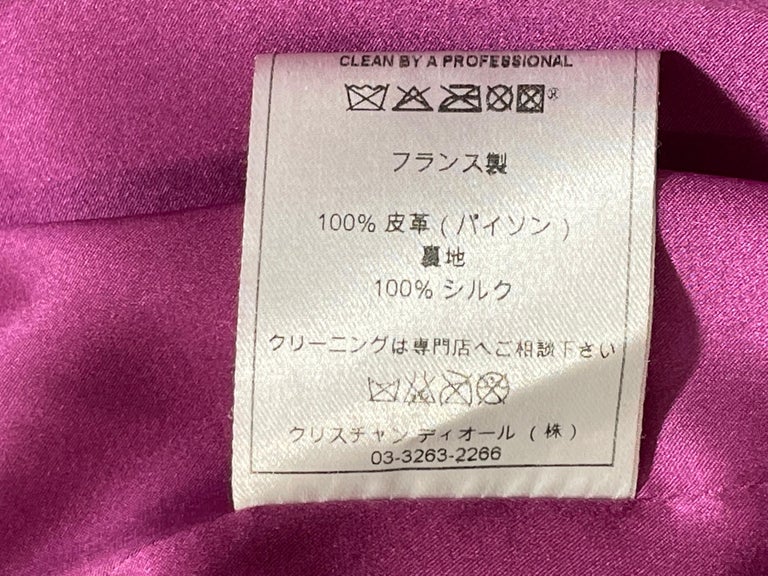 CLEAN BY A PROFESSIONAL
フランス製
100% 皮革 ( パイソン )
裏地
100% シルク
クリーニングは専門店へご相談下さい
クリスチャン ディオール ( 株 )
03-3263-2266